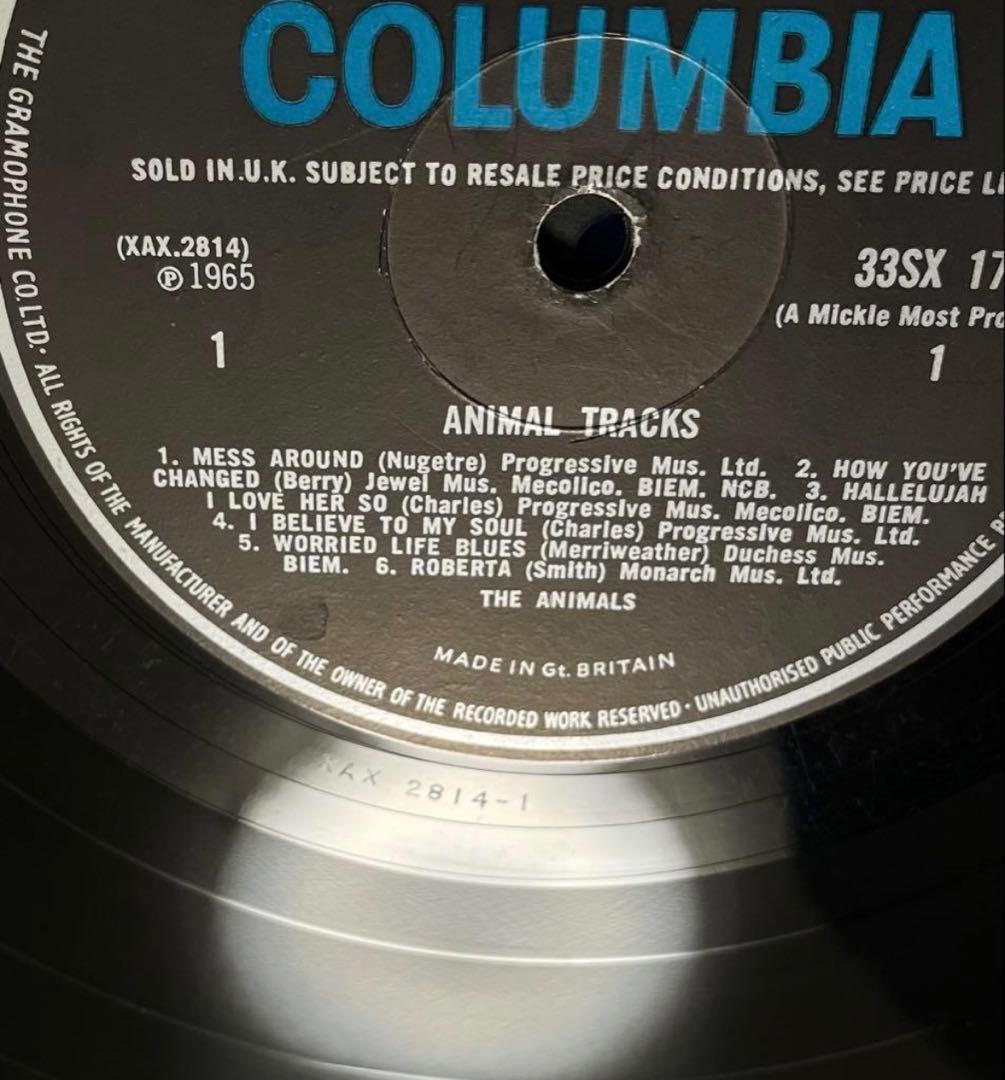 COLUMBIA
SOLD IN U.K. SUBJECT TO RESALE PRICE CONDITIONS, SEE PRICE
(XAX.2814)
℗ 1965
33SX
(A Mickie Most
1
1
ANIMAL TRACKS
1. MESS AROUND (Nugetre) Progressive Mus. Ltd. 2. HOW YOU'VE
CHANGED (Berry) Jewel Mus. Mecolico. BIEM. NCB. 3. HALLELUJAH
I LOVE HER SO (Charles) Progressive Mus. Mecolico. BIEM.
4. I BELIEVE TO MY SOUL (Charles) Progressive Mus. Ltd.
5. WORRIED LIFE BLUES (Merriweather) Duchess Mus.
BIEM. 6. ROBERTA (Smith) Monarch Mus. Ltd.
THE ANIMALS
MADE IN Gt. BRITAIN
THE GRAMOPHONE CO. LTD. · ALL RIGHTS OF THE MANUFACTURER AND OF THE OWNER OF THE RECORDED WORK RESERVED · UNAUTHORISED PUBLIC PERFORMANCE
XAX 2814-1